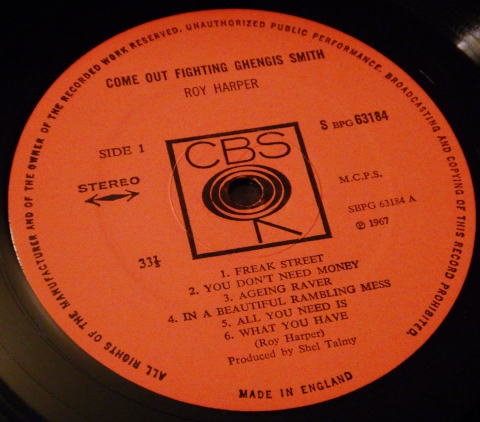 ALL RIGHTS OF THE MANUFACTURER AND OF THE OWNER OF THE RECORDED WORK RESERVED. UNAUTHORIZED PUBLIC PERFORMANCE, BROADCASTING AND COPYING OF THIS RECORD PROHIBITED.
COME OUT FIGHTING GHENGIS SMITH
ROY HARPER
SIDE 1
S BPG 63184
CBS
STEREO
M.C.P.S.
SBPG 63184 A
℗ 1967
33⅓
1. FREAK STREET
2. YOU DON'T NEED MONEY
3. AGEING RAVER
4. IN A BEAUTIFUL RAMBLING MESS
5. ALL YOU NEED IS
6. WHAT YOU HAVE
(Roy Harper)
Produced by Shel Talmy
MADE IN ENGLAND